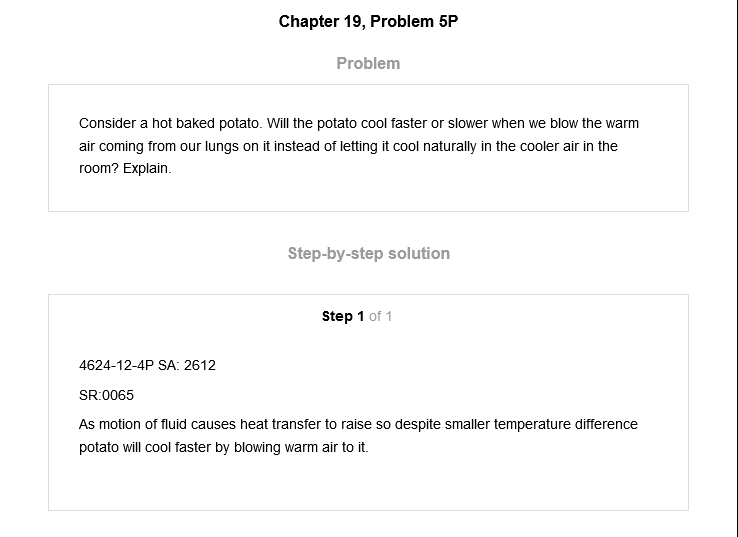 Chapter 19, Problem 5P
Problem
Consider a hot baked potato. Will the potato cool faster or slower when we blow the warm
air coming from our lungs on it instead of letting it cool naturally in the cooler air in the
room? Explain.
Step-by-step solution
Step 1 of 1
4624-12-4P SA: 2612
SR:0065
As motion of fluid causes heat transfer to raise so despite smaller temperature difference
potato will cool faster by blowing warm air to it.